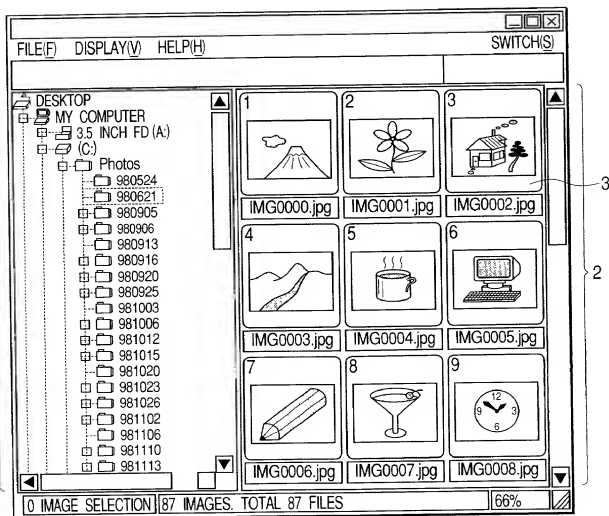 FILE(F) DISPLAY(V) HELP(H) SWITCH(S)
DESKTOP
MY COMPUTER
3.5 INCH FD (A:)
(C:)
Photos
980524
980621
980905
980906
980913
980916
980920
980925
981003
981006
981012
981015
981020
981023
981026
981102
981106
981110
981113
1 2 3
IMG0000.jpg IMG0001.jpg IMG0002.jpg
3
4 5 6
IMG0003.jpg IMG0004.jpg IMG0005.jpg
2
7 8 9
12
9 3
6
IMG0006.jpg IMG0007.jpg IMG0008.jpg
0 IMAGE SELECTION 87 IMAGES. TOTAL 87 FILES 66%